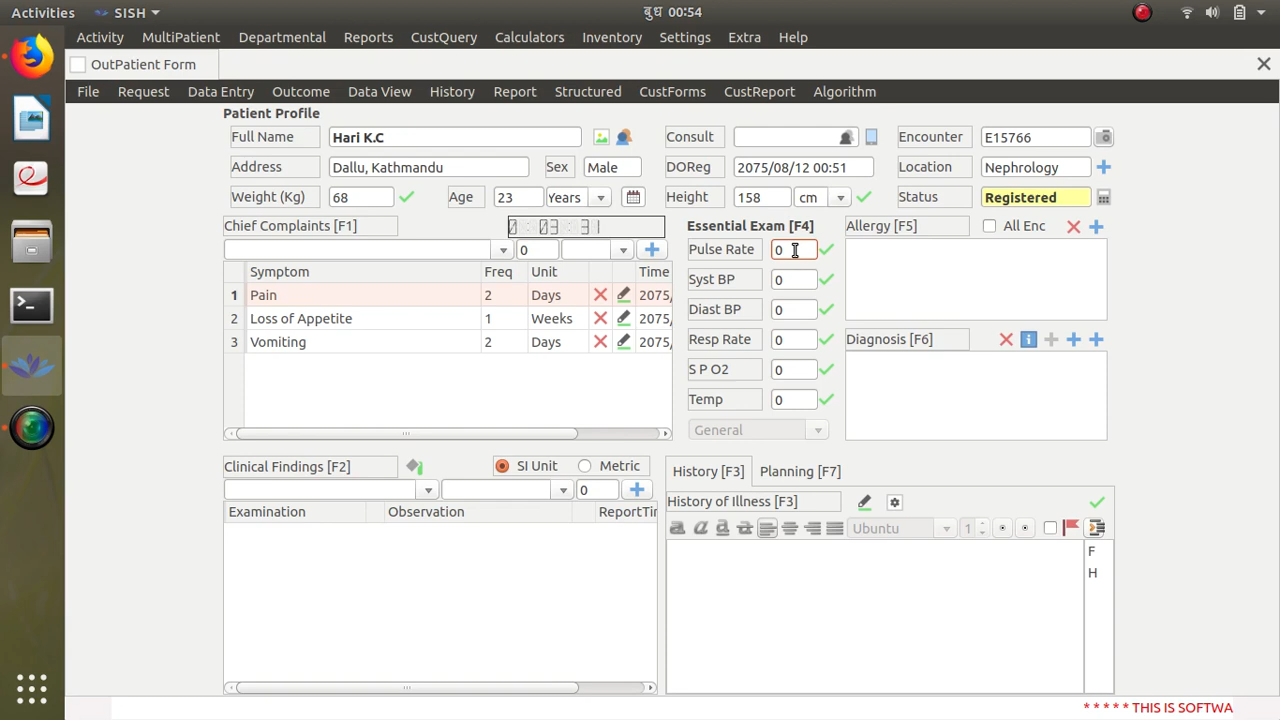 Activities SISH बुध 00:54
Activity MultiPatient Departmental Reports CustQuery Calculators Inventory Settings Extra Help
OutPatient Form
File Request Data Entry Outcome Data View History Report Structured CustForms CustReport Algorithm
Patient Profile
Full Name Hari K.C Consult Encounter E15766
Address Dallu, Kathmandu Sex Male DOReg 2075/08/12 00:51 Location Nephrology
Weight (Kg) 68 Age 23 Years Height 158 cm Status Registered
Chief Complaints [F1] Essential Exam [F4] Allergy [F5] All Enc
0 Pulse Rate 0
Symptom Freq Unit Time
Syst BP 0
1 Pain 2 Days 2075/
Diast BP 0
2 Loss of Appetite 1 Weeks 2075/
3 Vomiting 2 Days 2075/
Resp Rate 0 Diagnosis [F6]
S P O2 0
Temp 0
General
Clinical Findings [F2] SI Unit Metric History [F3] Planning [F7]
0
History of Illness [F3]
Examination Observation ReportTir
Ubuntu 1
F
H
* * * * * THIS IS SOFTWA